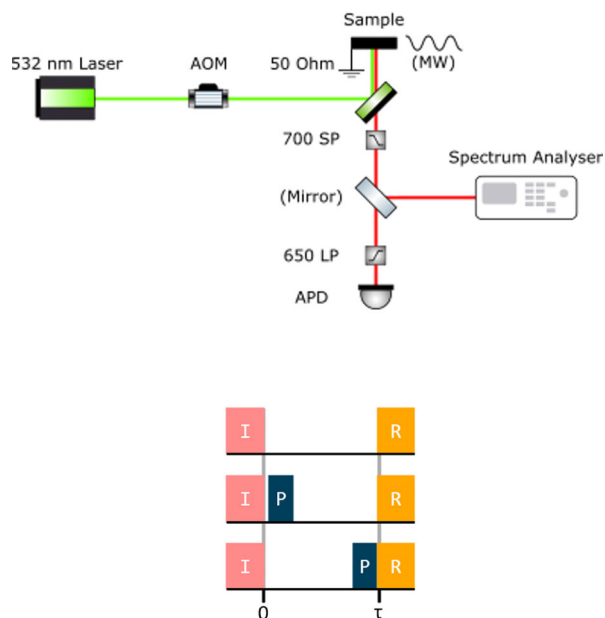 Sample
532 nm Laser
AOM
50 Ohm
(MW)
700 SP
Spectrum Analyser
(Mirror)
650 LP
APD
I R
I P R
I P R
0 τ